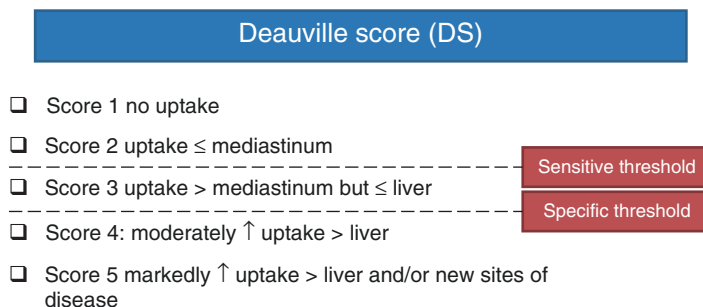 Deauville score (DS)
❑ Score 1 no uptake
❑ Score 2 uptake ≤ mediastinum
Sensitive threshold
❑ Score 3 uptake > mediastinum but ≤ liver
Specific threshold
❑ Score 4: moderately ↑ uptake > liver
❑ Score 5 markedly ↑ uptake > liver and/or new sites of
disease